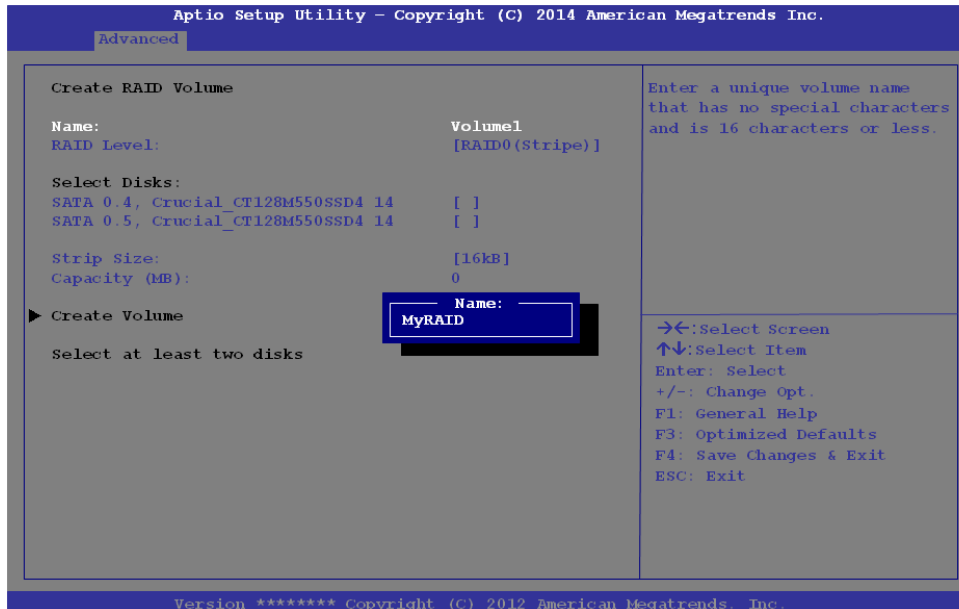 Aptio Setup Utility – Copyright (C) 2014 American Megatrends Inc.
Advanced
Create RAID Volume
Name: Volume1
RAID Level: [RAID0(Stripe)]
Select Disks:
SATA 0.4, Crucial_CT128M550SSD4 14 [ ]
SATA 0.5, Crucial_CT128M550SSD4 14 [ ]
Strip Size: [16kB]
Capacity (MB): 0
▶ Create Volume
Select at least two disks
Name:
MyRAID
Enter a unique volume name
that has no special characters
and is 16 characters or less.
→←:Select Screen
↑↓:Select Item
Enter: Select
+/-: Change Opt.
F1: General Help
F3: Optimized Defaults
F4: Save Changes & Exit
ESC: Exit
Version ******** Copyright (C) 2012 American Megatrends, Inc.